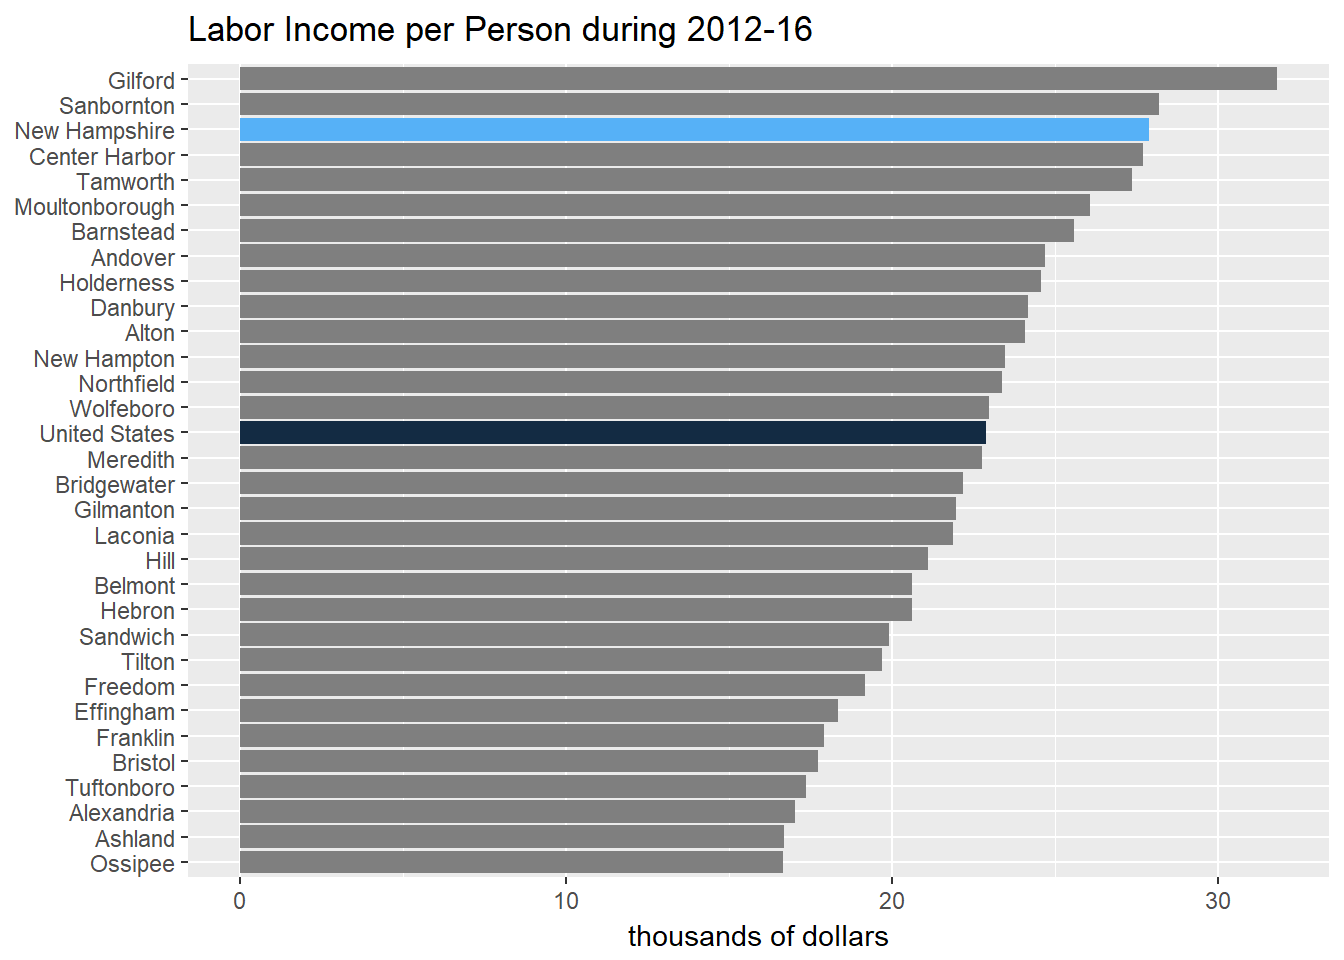 Labor Income per Person during 2012-16
Gilford
Sanbornton
New Hampshire
Center Harbor
Tamworth
Moultonborough
Barnstead
Andover
Holderness
Danbury
Alton
New Hampton
Northfield
Wolfeboro
United States
Meredith
Bridgewater
Gilmanton
Laconia
Hill
Belmont
Hebron
Sandwich
Tilton
Freedom
Effingham
Franklin
Bristol
Tuftonboro
Alexandria
Ashland
Ossipee
0 10 20 30
thousands of dollars